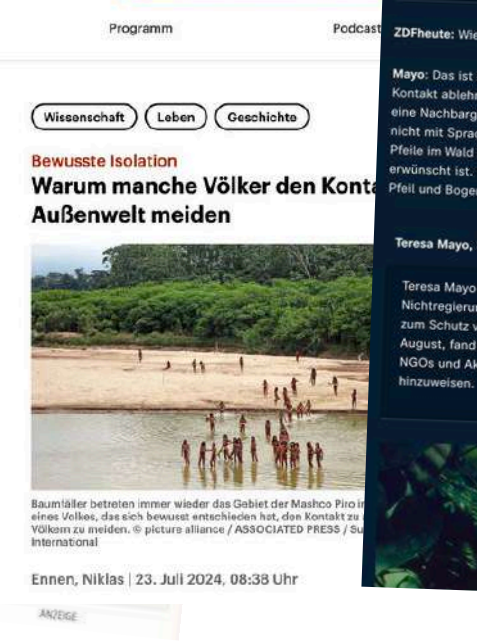 Programm
Podcast
Wissenschaft
Leben
Geschichte
Bewusste Isolation
Warum manche Völker den Konta
Außenwelt meiden
Baumfäller betreten immer wieder das Gebiet der Mashco Piro in
eines Volkes, das sich bewusst entschieden hat, den Kontakt zu
Völkern zu meiden. © picture alliance / ASSOCIATED PRESS / Su
International
Ennen, Niklas | 23. Juli 2024, 08:38 Uhr
ANZEIGE
ZDFheute: Wie
Mayo: Das ist
Kontakt ablehn
eine Nachbarg
nicht mit Sprac
Pfeile im Wald
erwünscht ist.
Pfeil und Boge
Teresa Mayo,
Teresa Mayo
Nichtregieru
zum Schutz v
August, fand
NGOs und Ak
hinzuweisen.